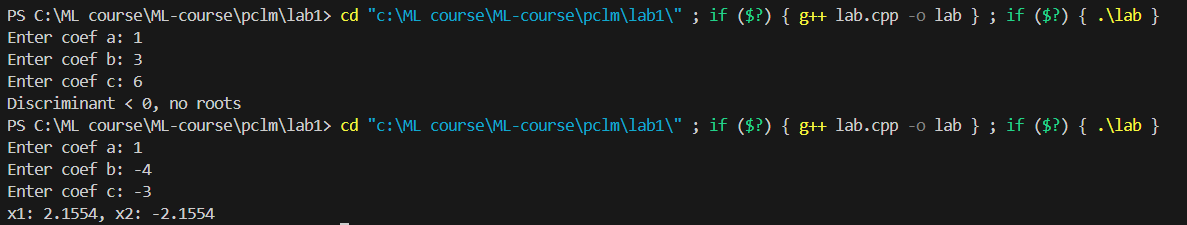 PS C:\ML course\ML-course\pclm\lab1> cd "c:\ML course\ML-course\pclm\lab1\" ; if ($?) { g++ lab.cpp -o lab } ; if ($?) { .\lab }
Enter coef a: 1
Enter coef b: 3
Enter coef c: 6
Discriminant < 0, no roots
PS C:\ML course\ML-course\pclm\lab1> cd "c:\ML course\ML-course\pclm\lab1\" ; if ($?) { g++ lab.cpp -o lab } ; if ($?) { .\lab }
Enter coef a: 1
Enter coef b: -4
Enter coef c: -3
x1: 2.1554, x2: -2.1554